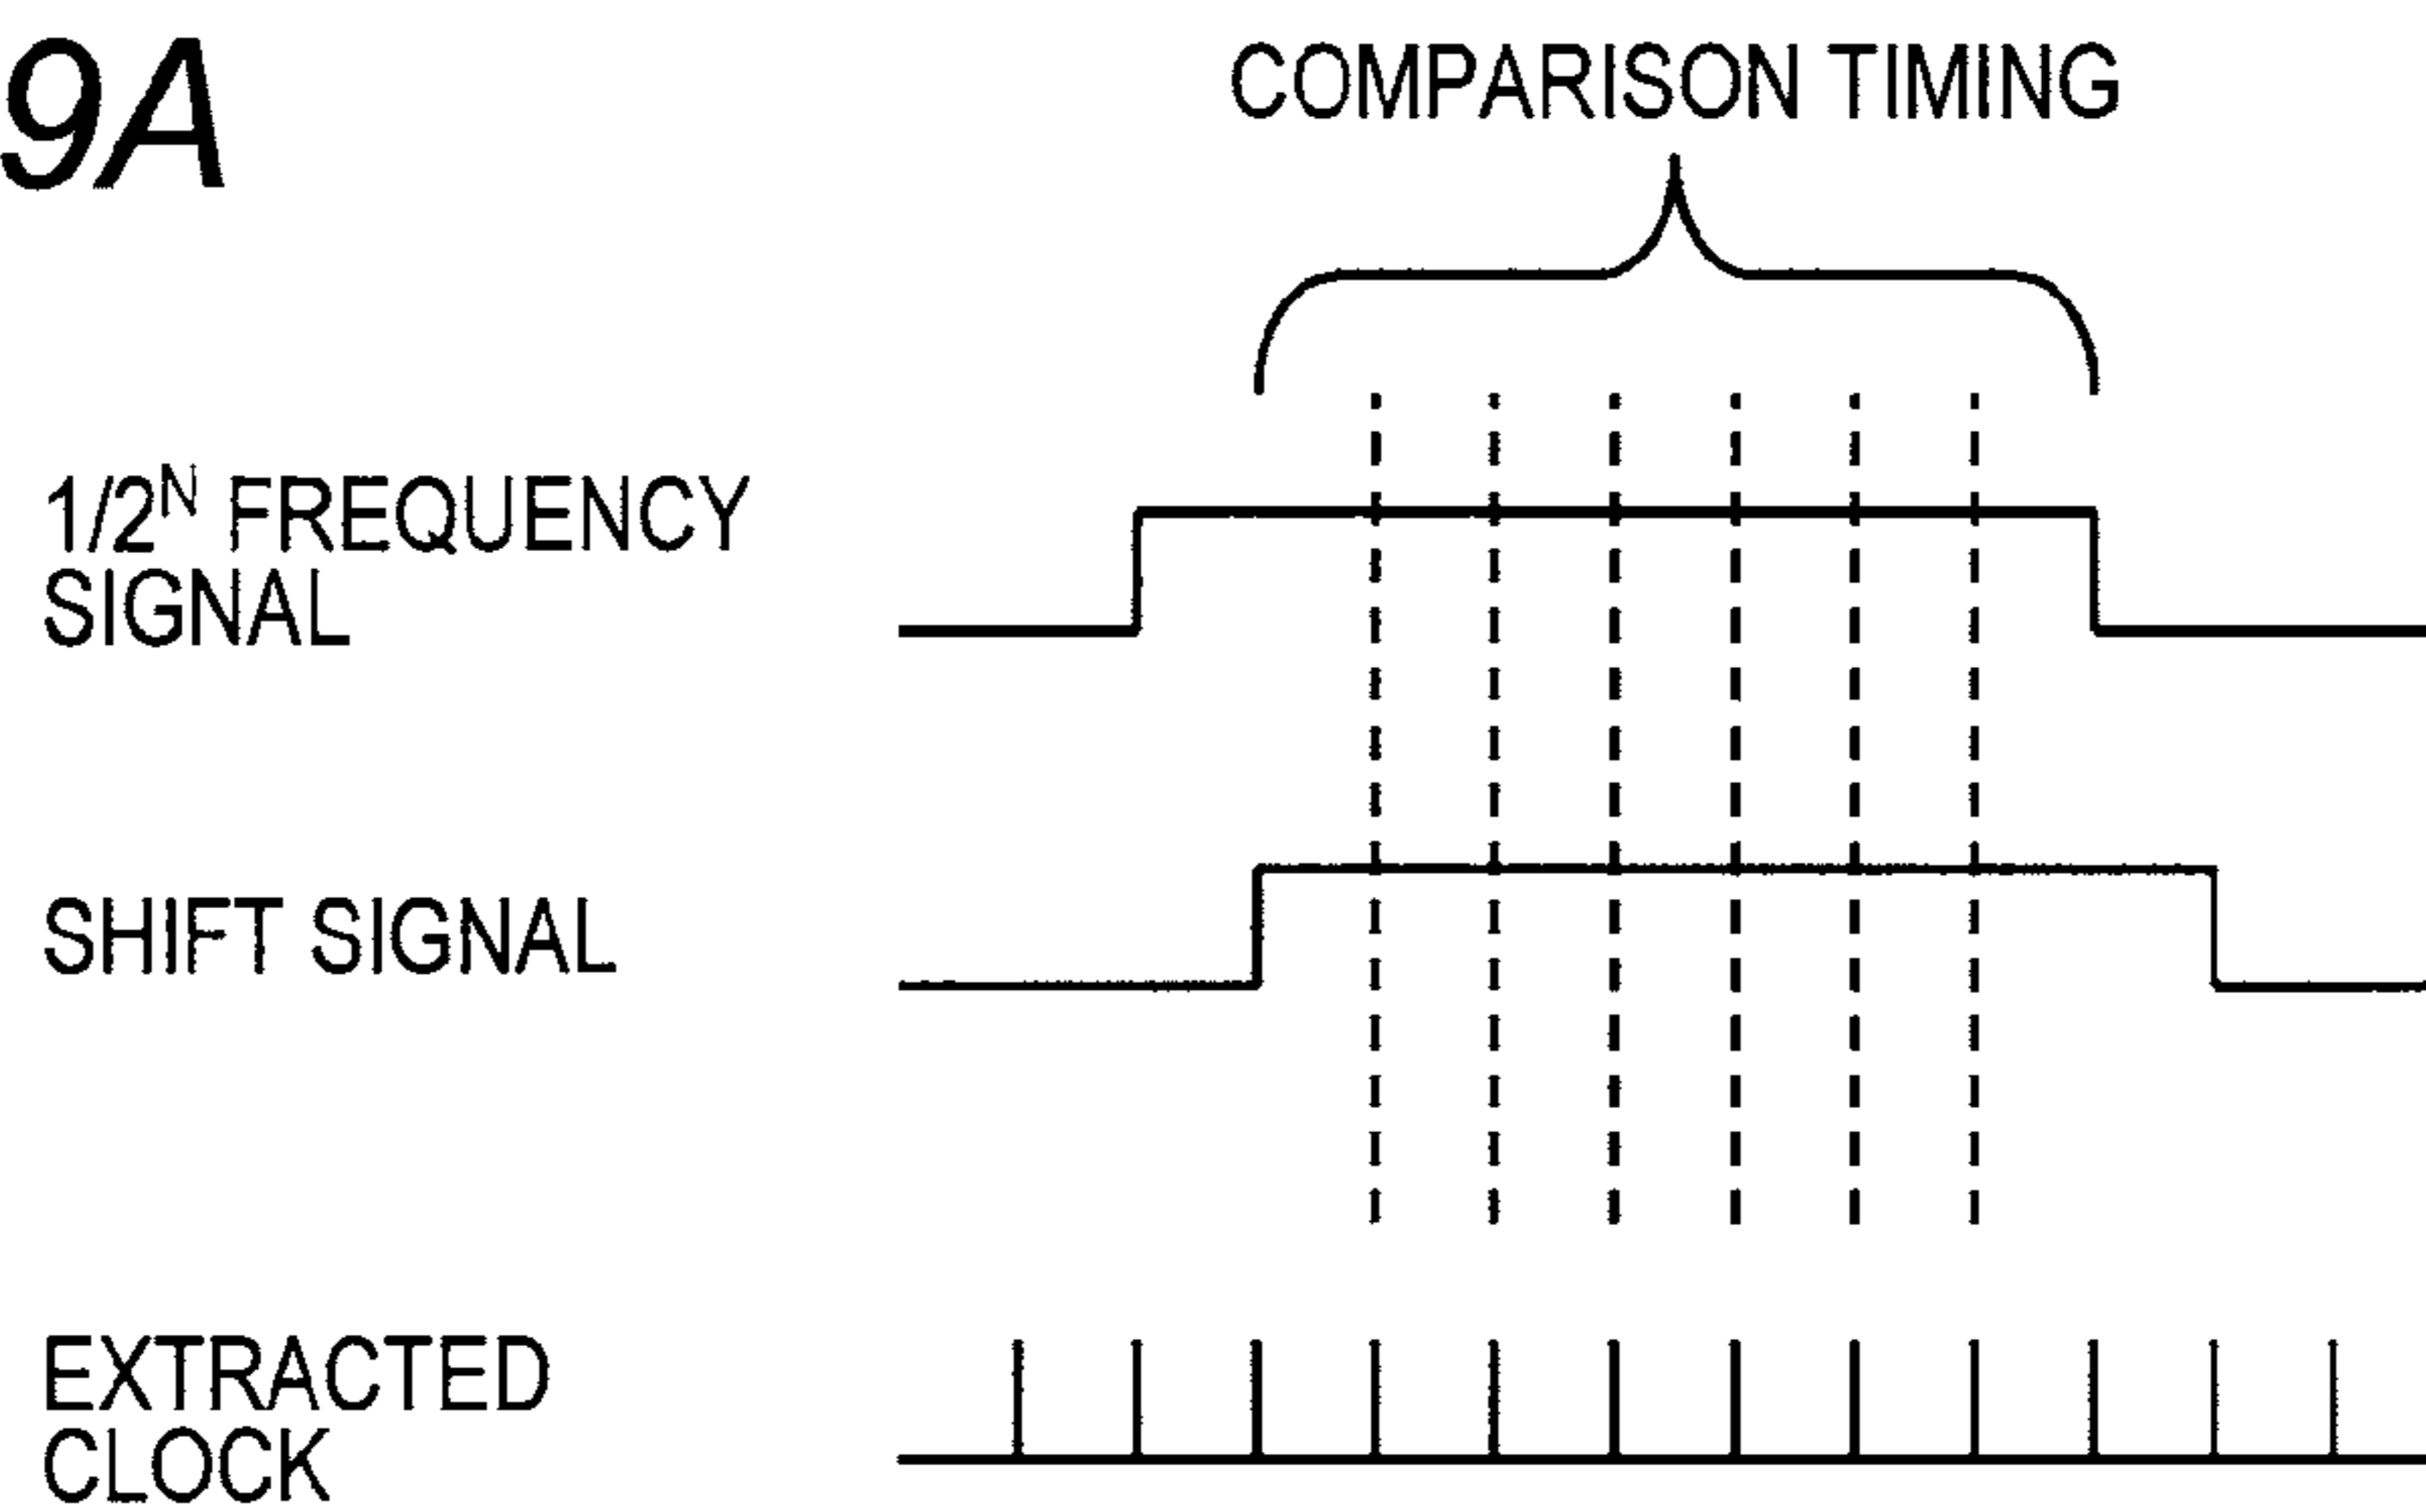 9A
COMPARISON TIMING
1/2ᴺ FREQUENCY
SIGNAL
SHIFT SIGNAL
EXTRACTED
CLOCK